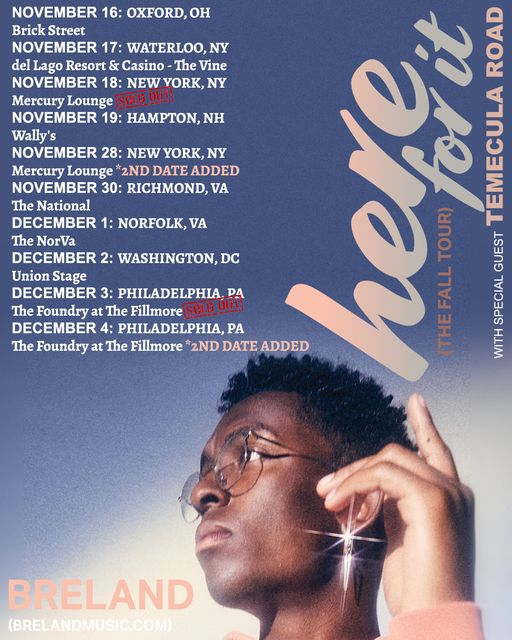 NOVEMBER 16: OXFORD, OH
Brick Street
NOVEMBER 17: WATERLOO, NY
del Lago Resort & Casino - The Vine
NOVEMBER 18: NEW YORK, NY
Mercury Lounge SOLD OUT
NOVEMBER 19: HAMPTON, NH
Wally's
NOVEMBER 28: NEW YORK, NY
Mercury Lounge *2ND DATE ADDED
NOVEMBER 30: RICHMOND, VA
The National
DECEMBER 1: NORFOLK, VA
The NorVa
DECEMBER 2: WASHINGTON, DC
Union Stage
DECEMBER 3: PHILADELPHIA, PA
The Foundry at The Fillmore SOLD OUT
DECEMBER 4: PHILADELPHIA, PA
The Foundry at The Fillmore *2ND DATE ADDED
here
for it
(THE FALL TOUR)
WITH SPECIAL GUEST TEMECULA ROAD
BRELAND
(BRELANDMUSIC.COM)